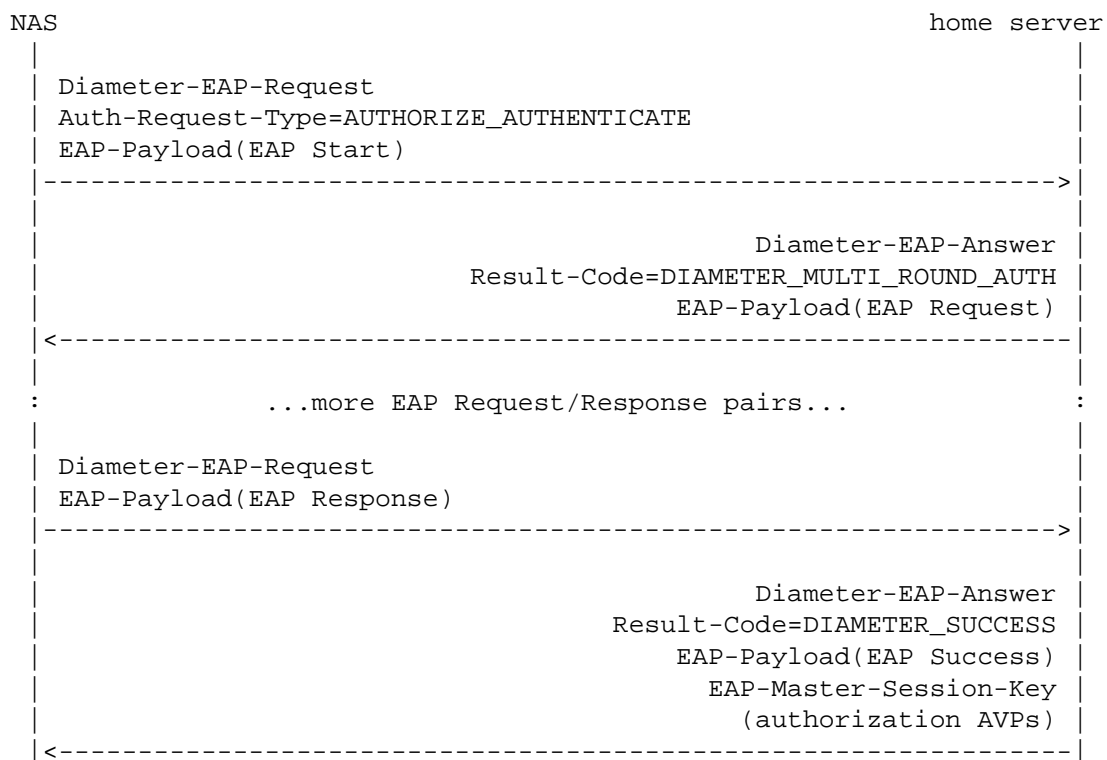 NAS home server
Diameter-EAP-Request
Auth-Request-Type=AUTHORIZE_AUTHENTICATE
EAP-Payload(EAP Start)
Diameter-EAP-Answer
Result-Code=DIAMETER_MULTI_ROUND_AUTH
EAP-Payload(EAP Request)
...more EAP Request/Response pairs...
Diameter-EAP-Request
EAP-Payload(EAP Response)
Diameter-EAP-Answer
Result-Code=DIAMETER_SUCCESS
EAP-Payload(EAP Success)
EAP-Master-Session-Key
(authorization AVPs)